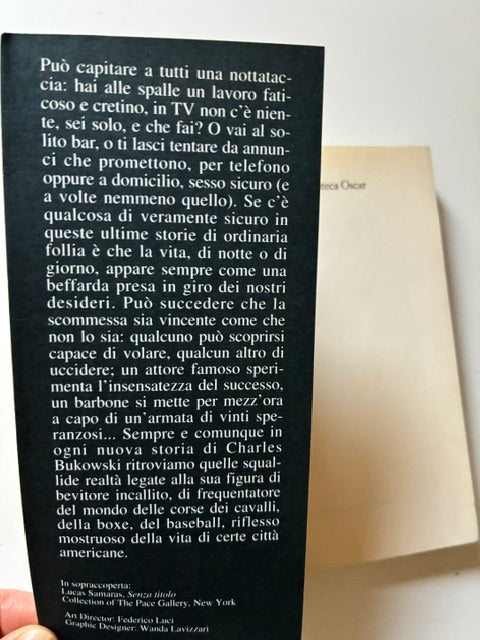 Può capitare a tutti una nottatac-
cia: hai alle spalle un lavoro fati-
coso e cretino, in TV non c'è nien-
te, sei solo, e che fai? O vai al so-
lito bar, o ti lasci tentare da annun-
ci che promettono, per telefono
oppure a domicilio, sesso sicuro (e
a volte nemmeno quello). Se c'è
qualcosa di veramente sicuro in
queste ultime storie di ordinaria
follia è che la vita, di notte o di
giorno, appare sempre come una
beffarda presa in giro dei nostri
desideri. Può succedere che la
scommessa sia vincente come che
non lo sia: qualcuno può scoprirsi
capace di volare, qualcun altro di
uccidere; un attore famoso speri-
menta l'insensatezza del successo,
un barbone si mette per mezz'ora
a capo di un'armata di vinti spe-
ranzosi... Sempre e comunque in
ogni nuova storia di Charles
Bukowski ritroviamo quelle squal-
lide realtà legate alla sua figura di
bevitore incallito, di frequentatore
del mondo delle corse dei cavalli,
della boxe, del baseball, riflesso
mostruoso della vita di certe città
americane.
In sopraccoperta:
Lucas Samaras, Senza titolo
Collection of The Pace Gallery, New York
Art Director: Federico Luci
Graphic Designer: Wanda Lavizzari
teca Oscar